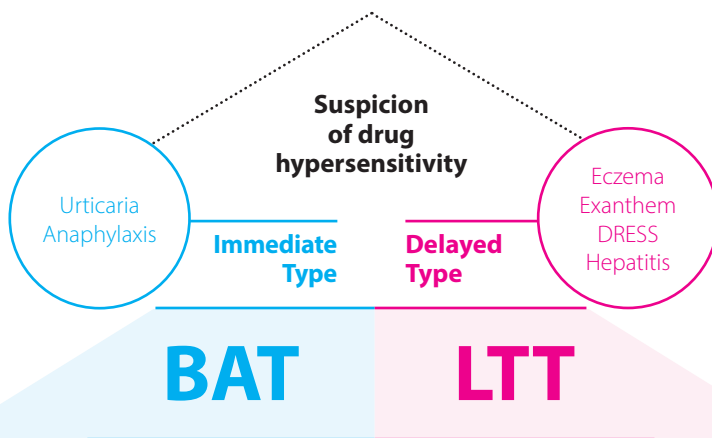 Suspicion
of drug
hypersensitivity
Urticaria
Anaphylaxis
Immediate
Type
Delayed
Type
Eczema
Exanthem
DRESS
Hepatitis
BAT
LTT